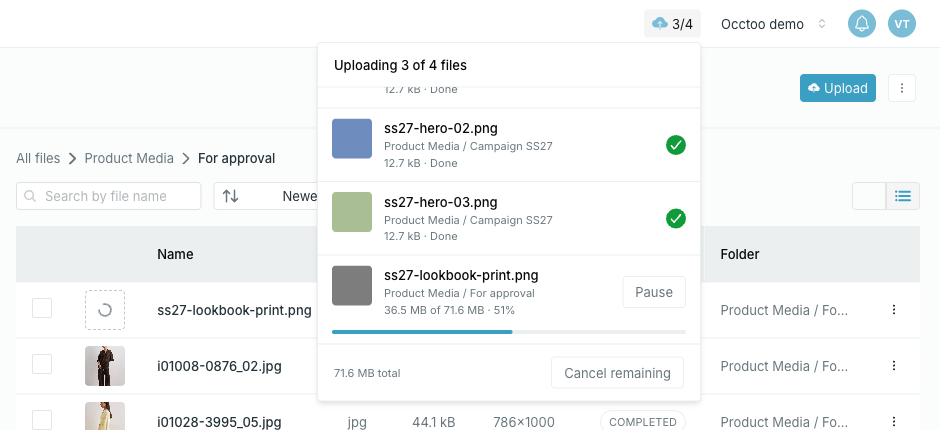 3/4
Occtoo demo
VT
Uploading 3 of 4 files
Upload
12.7 kB · Done
ss27-hero-02.png
Product Media / Campaign SS27
12.7 kB · Done
All files > Product Media > For approval
Search by file name
Newe
ss27-hero-03.png
Product Media / Campaign SS27
12.7 kB · Done
Name
Folder
ss27-lookbook-print.png
Product Media / For approval
36.5 MB of 71.6 MB · 51%
Pause
ss27-lookbook-print.png
Product Media / Fo...
i01008-0876_02.jpg
Product Media / Fo...
71.6 MB total
Cancel remaining
i01028-3995_05.jpg
jpg
44.1 kB
786×1000
COMPLETED
Product Media / Fo...